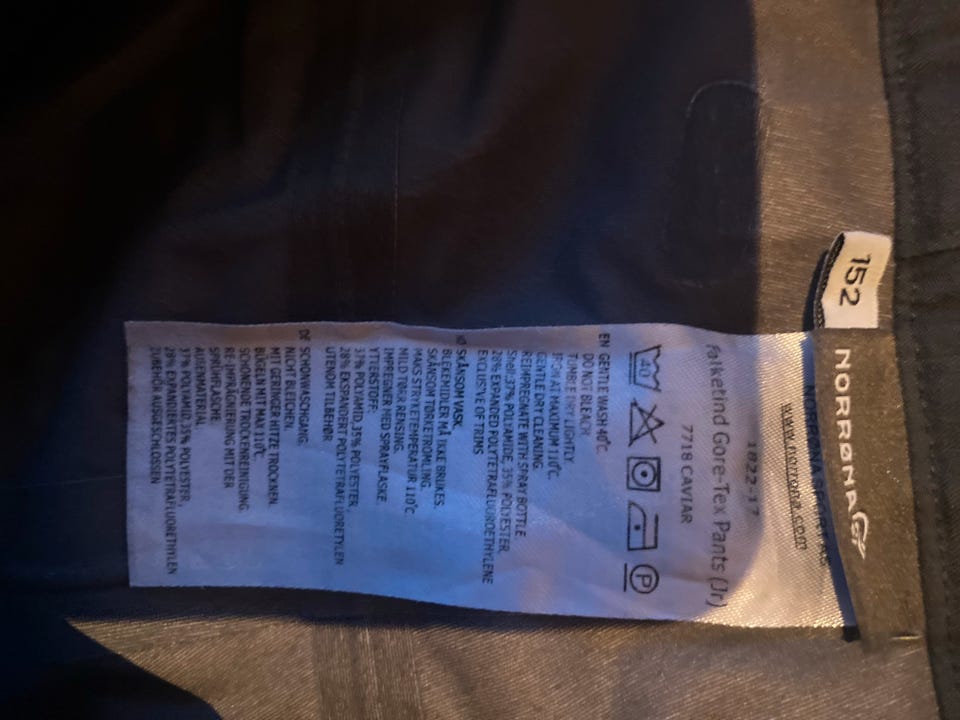 152
NORRØNA
NORRØNA SPORT AS
www.norrona.com
1822-17
Falketind Gore-Tex Pants (Jr)
7718 CAVIAR
40
P
EN GENTLE WASH 40°C.
DO NOT BLEACH.
TUMBLE DRY LIGHTLY
IRON AT MAXIMUM 110°C.
GENTLE DRY CLEANING.
REIMPREGNATE WITH SPRAY BOTTLE
Shell: 37% POLYAMIDE, 35% POLYESTER,
28% EXPANDED POLYTETRAFLUOROETHYLENE
EXCLUSIVE OF TRIMS
SKÅNSOM VASK.
BLEKEMIDLER MÅ IKKE BRUKES.
SKÅNSOM TØRKETROMLING.
MAKS STRYKETEMPERATUR 110°C
MILD TØRR RENSING.
IMPREGNER MED SPRAYFLASKE.
YTTERSTOFF:
37% POLYAMID, 35% POLYESTER,
28% EKSPANDERT POLYTETRAFLUORETYLEN
UTENOM TILBEHØR
DE SCHONWASCHGANG.
NICHT BLEICHEN.
MIT GERINGER HITZE TROCKNEN.
BÜGELN MIT MAX 110°C.
SCHONENDE TROCKENREINIGUNG
RE-IMPRÄGNIERUNG MIT DER
SPRÜHFLASCHE.
AUßENMATERIAL
37% POLYAMID, 35% POLYESTER,
28% EXPANDIERTES POLYTETRAFLUORETHYLEN
ZUBEHÖR AUSGESCHLOSSEN